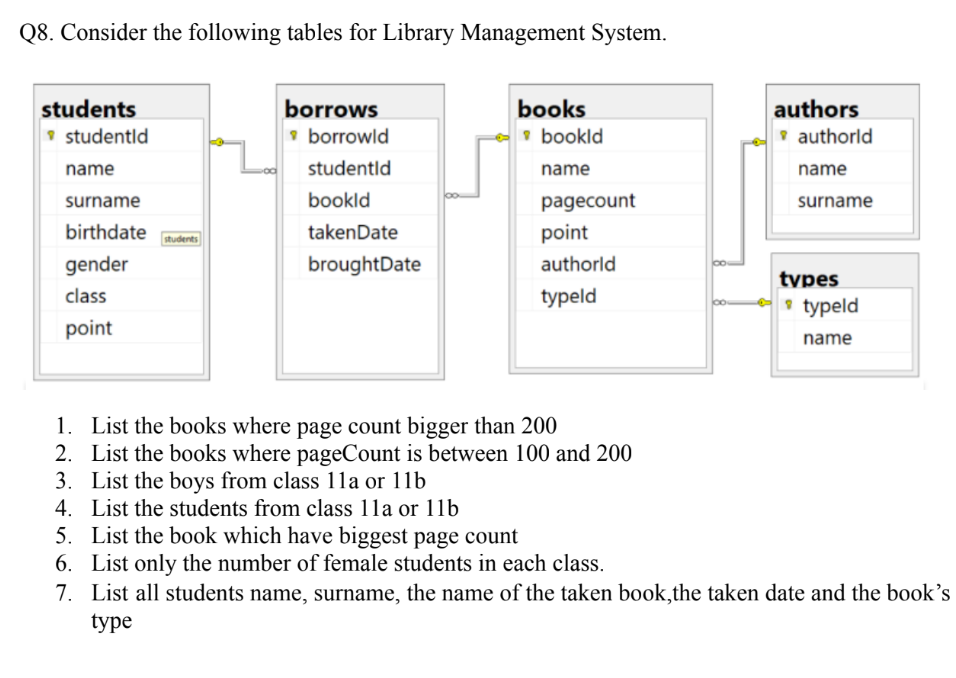 Q8. Consider the following tables for Library Management System.
students
studentId
name
surname
birthdate
students
gender
class
point
borrows
borrowId
studentId
bookId
takenDate
broughtDate
books
bookId
name
pagecount
point
authorId
typeId
authors
authorId
name
surname
types
typeId
name
1. List the books where page count bigger than 200
2. List the books where pageCount is between 100 and 200
3. List the boys from class 11a or 11b
4. List the students from class 11a or 11b
5. List the book which have biggest page count
6. List only the number of female students in each class.
7. List all students name, surname, the name of the taken book,the taken date and the book’s
type